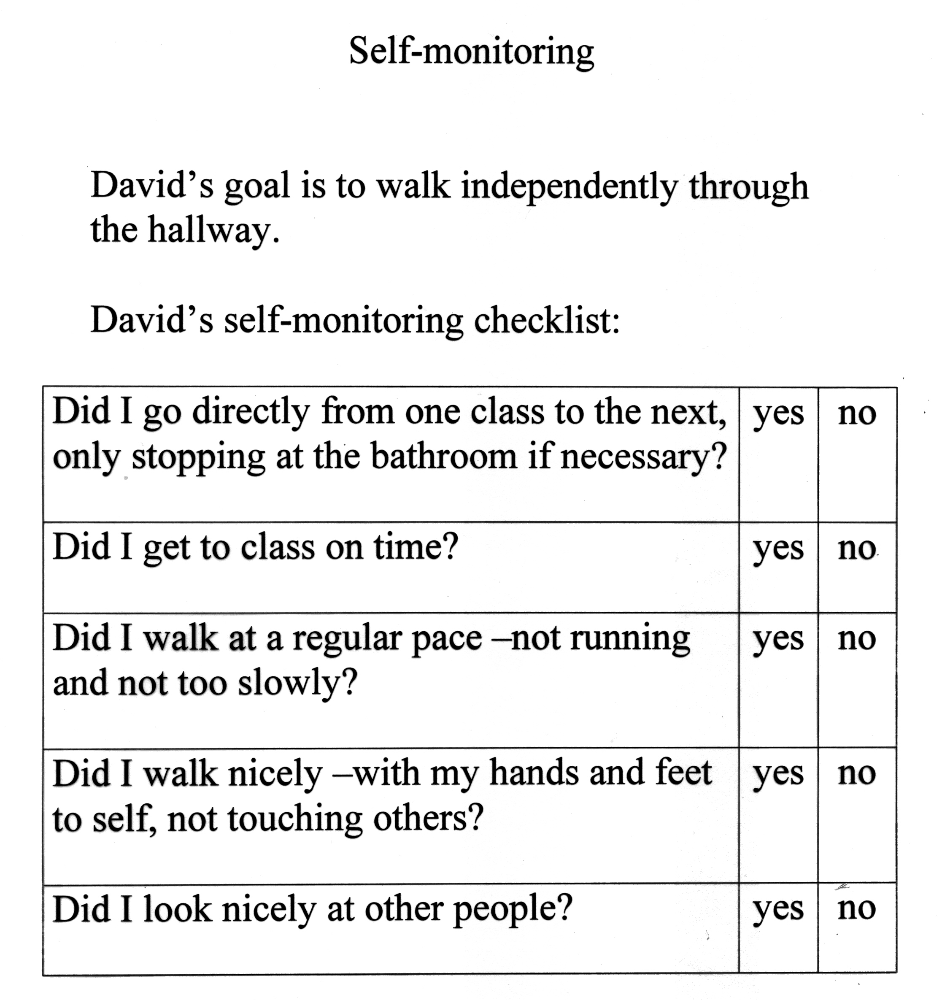 Self-monitoring
David’s goal is to walk independently through
the hallway.
David’s self-monitoring checklist:
Did I go directly from one class to the next, yes no
only stopping at the bathroom if necessary?
Did I get to class on time? yes no
Did I walk at a regular pace –not running yes no
and not too slowly?
Did I walk nicely –with my hands and feet yes no
to self, not touching others?
Did I look nicely at other people? yes no